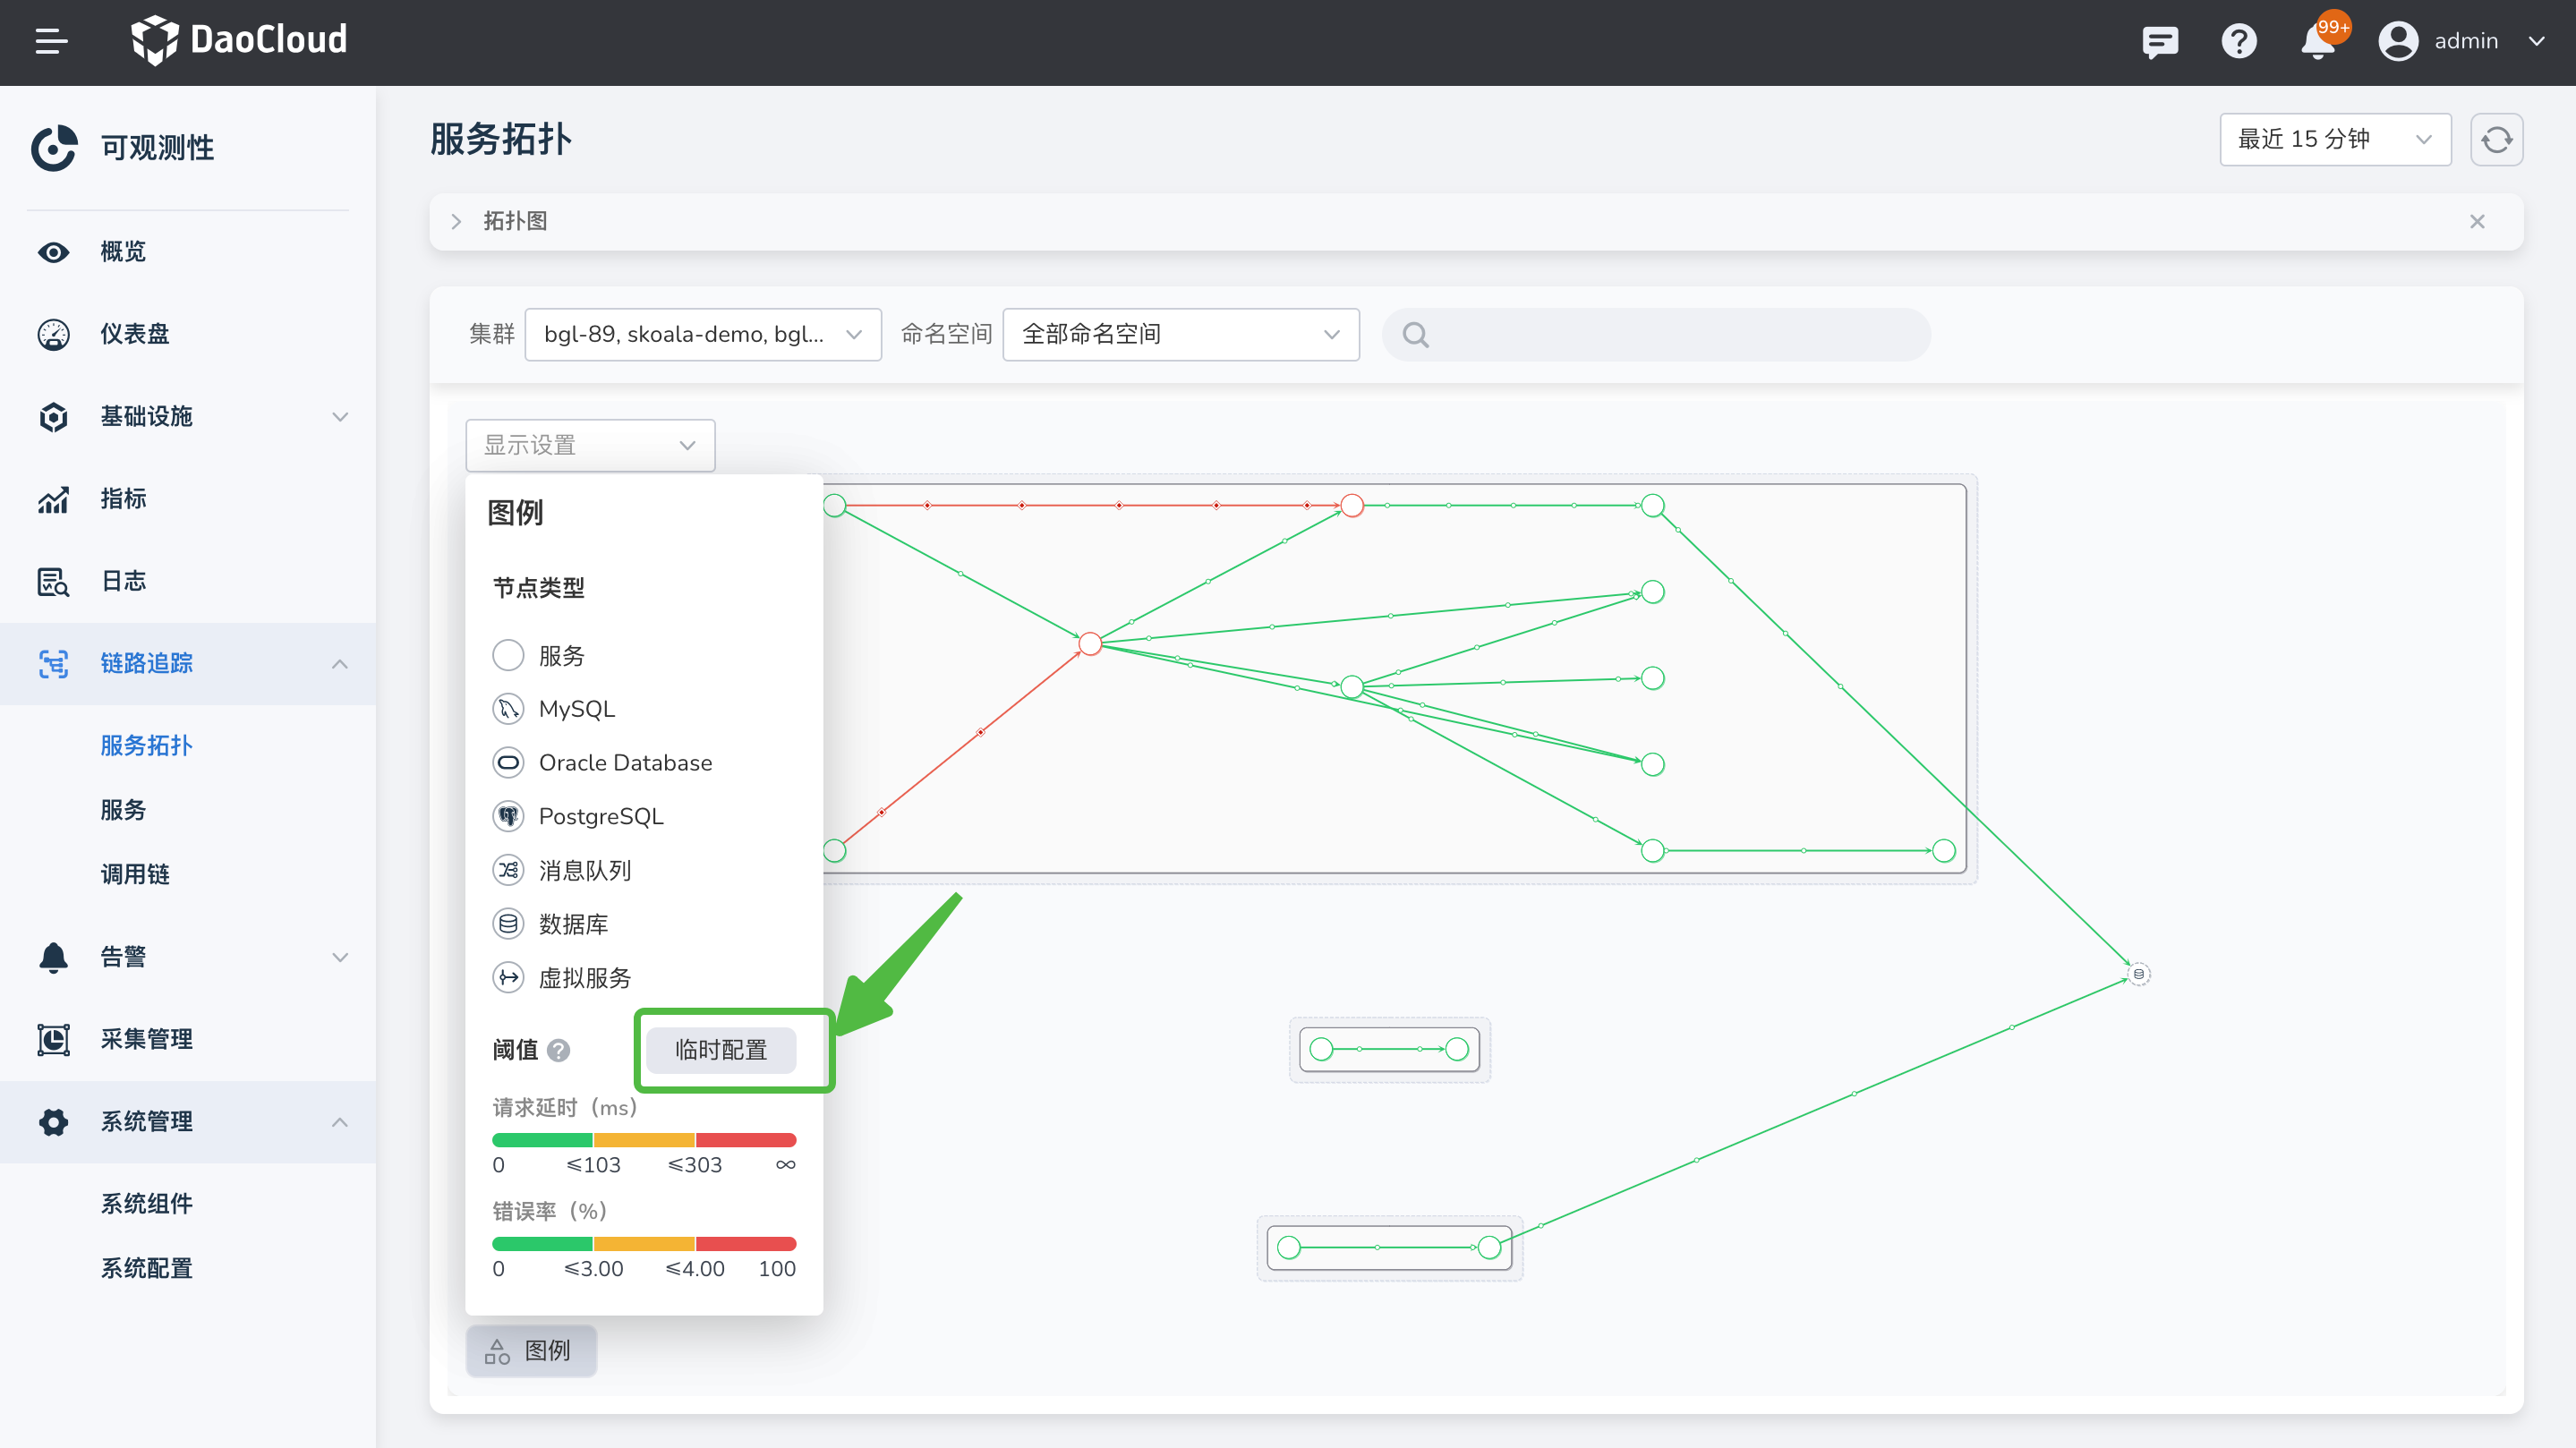 DaoCloud
99+
admin
可观测性
概览
仪表盘
基础设施
指标
日志
链路追踪
服务拓扑
服务
调用链
告警
采集管理
系统管理
系统组件
系统配置
服务拓扑
最近 15 分钟
拓扑图
集群
bgl-89, skoala-demo, bgl...
命名空间
全部命名空间
显示设置
图例
节点类型
服务
MySQL
Oracle Database
PostgreSQL
消息队列
数据库
虚拟服务
阈值
临时配置
请求延时（ms）
0 ≤103 ≤303 ∞
错误率（%）
0 ≤3.00 ≤4.00 100
图例